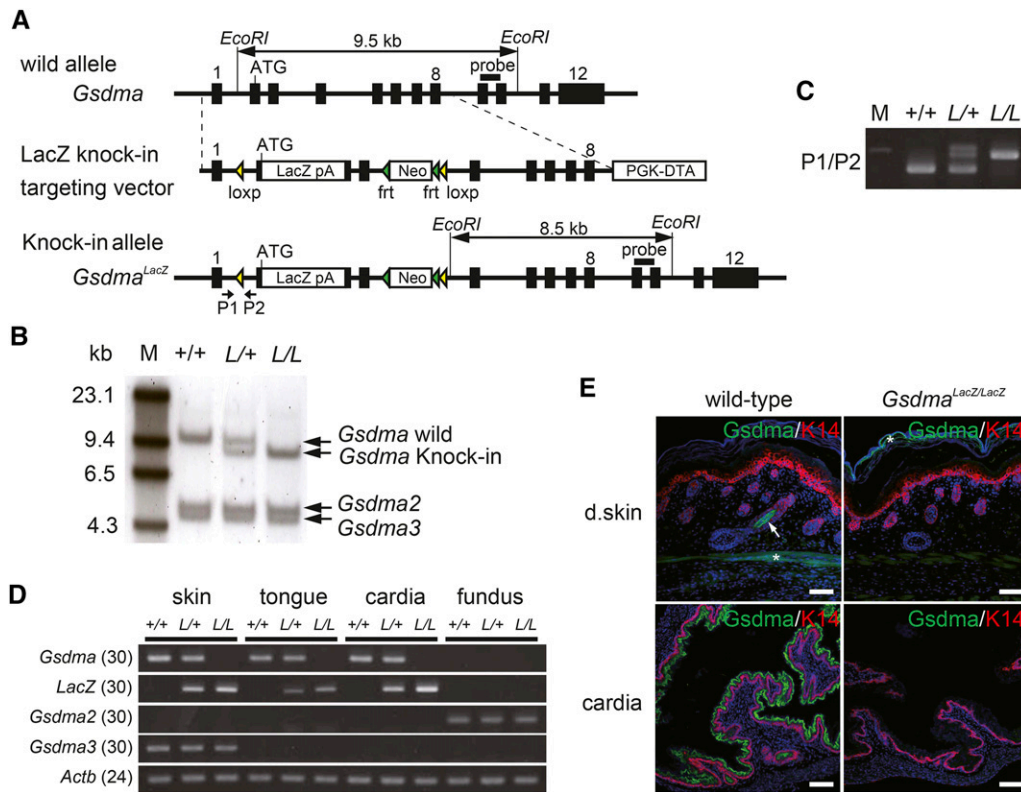 A
wild allele
Gsdma
1
EcoRI
9.5 kb
EcoRI
ATG
8
probe
12
LacZ knock-in
targeting vector
1
ATG
LacZ pA
Neo
8
PGK-DTA
loxp
frt
frt
loxp
Knock-in allele
Gsdma^LacZ
EcoRI
8.5 kb
EcoRI
1
ATG
LacZ pA
Neo
8
probe
12
P1
P2
B
kb
M
+/+
L/+
L/L
23.1
9.4
6.5
4.3
Gsdma wild
Gsdma Knock-in
Gsdma2
Gsdma3
C
M
+/+
L/+
L/L
P1/P2
D
skin
tongue
cardia
fundus
+/+ L/+ L/L +/+ L/+ L/L +/+ L/+ L/L +/+ L/+ L/L
Gsdma (30)
LacZ (30)
Gsdma2 (30)
Gsdma3 (30)
Actb (24)
E
wild-type
Gsdma^LacZ/LacZ
d.skin
Gsdma/K14
*
Gsdma/K14
*
cardia
Gsdma/K14
Gsdma/K14